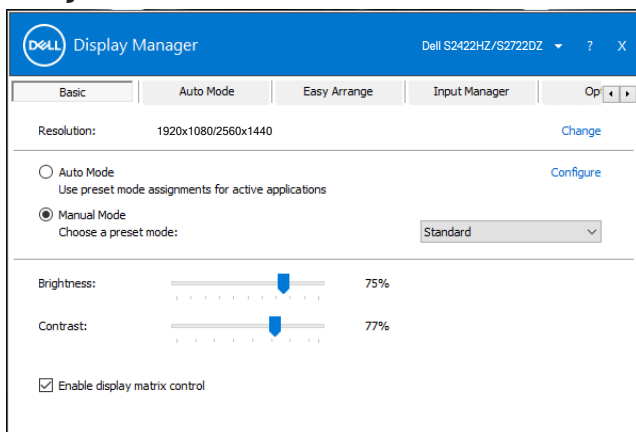 DELL Display Manager Dell S2422HZ/S2722DZ ? X
Basic Auto Mode Easy Arrange Input Manager
Resolution: 1920x1080/2560x1440 Change
Auto Mode Configure
Use preset mode assignments for active applications
Manual Mode
Choose a preset mode: Standard
Brightness: 75%
Contrast: 77%
Enable display matrix control